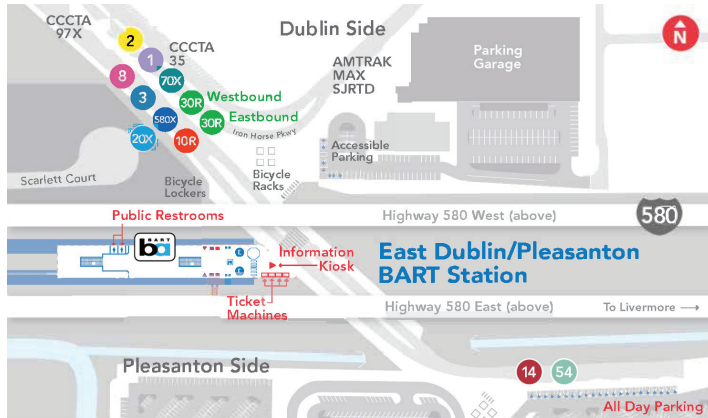 CCCTA
97X
2
Dublin Side
N
CCCTA
35
1
8
70X
AMTRAK
MAX
SJRTD
Parking
Garage
3
30R
Westbound
580X
30R
Eastbound
20X
10R
Iron Horse Pkwy
Accessible
Parking
Scarlett Court
Bicycle
Lockers
Bicycle
Racks
Public Restrooms
Highway 580 West (above)
580
BART
ba
Information
Kiosk
East Dublin/Pleasanton
BART Station
Ticket
Machines
Highway 580 East (above)
To Livermore
Pleasanton Side
14
54
All Day Parking